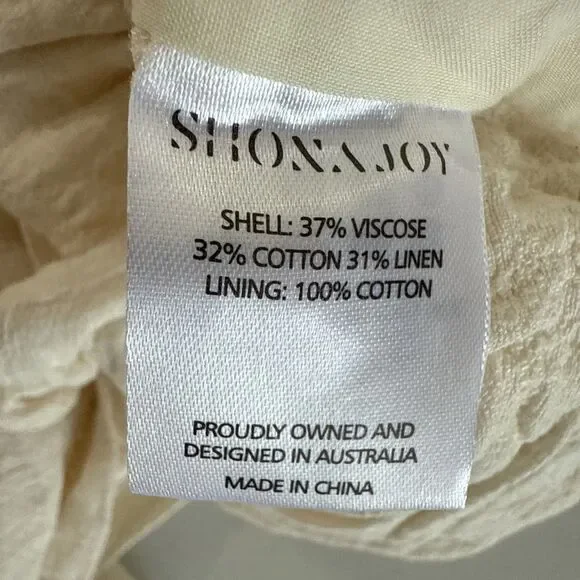 SHONA JOY
SHELL: 37% VISCOSE
32% COTTON 31% LINEN
LINING: 100% COTTON
PROUDLY OWNED AND
DESIGNED IN AUSTRALIA
MADE IN CHINA